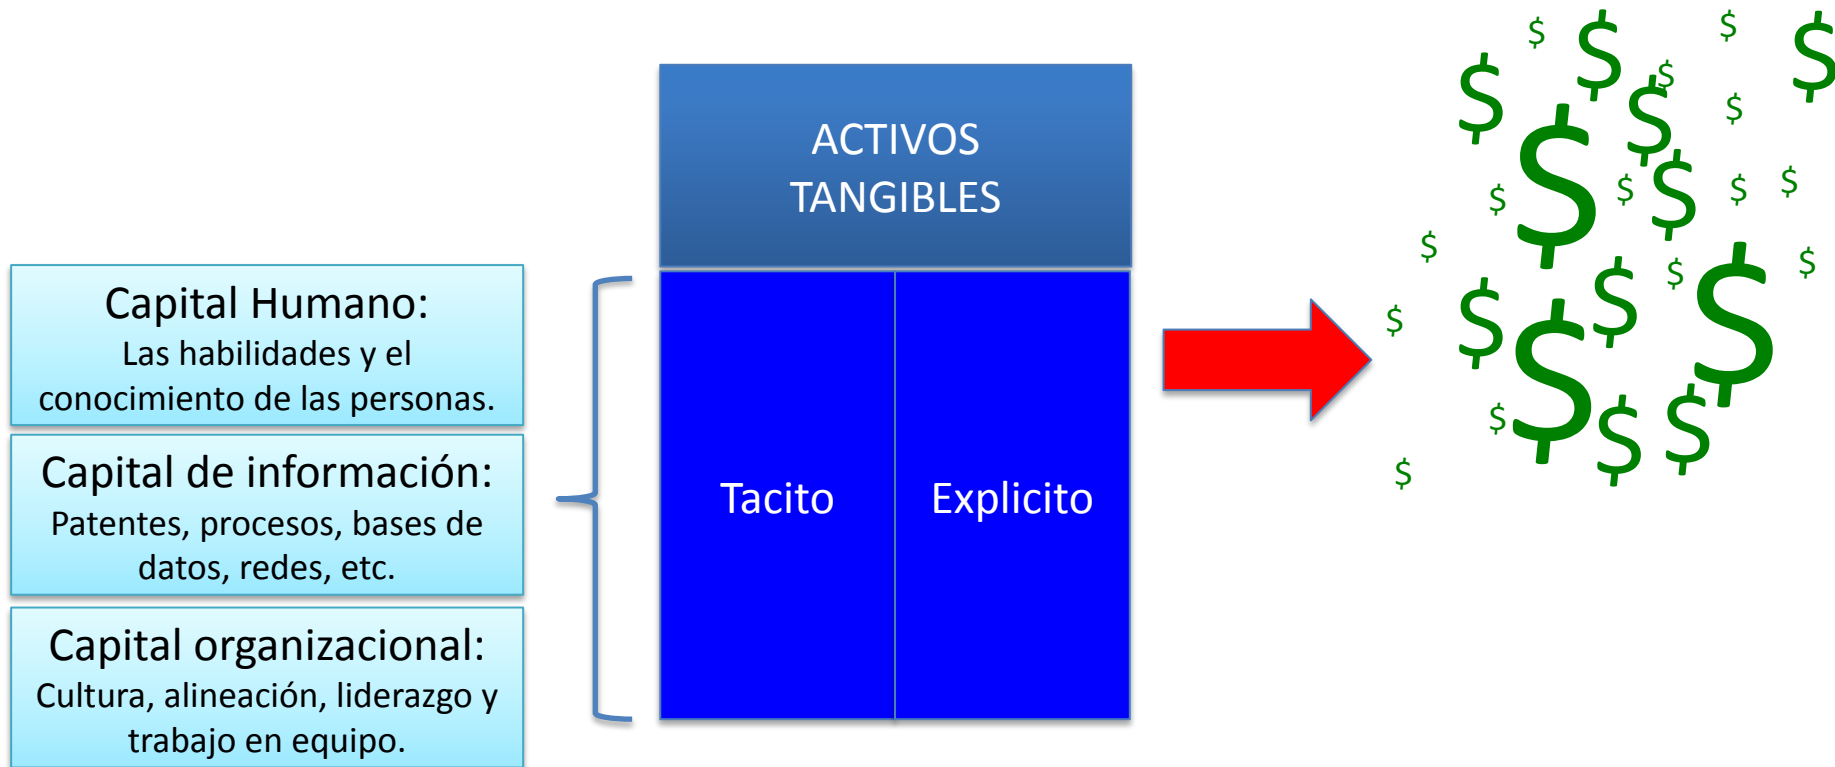 ACTIVOS
TANGIBLES
Capital Humano:
Las habilidades y el
conocimiento de las personas.
Capital de información:
Patentes, procesos, bases de
datos, redes, etc.
Capital organizacional:
Cultura, alineación, liderazgo y
trabajo en equipo.
Tacito
Explicito
$ $ $ $
$ $ $ $
$ $
$ $ $ $ $
$ $ $ $
$ $ $
$ $ $ $
$